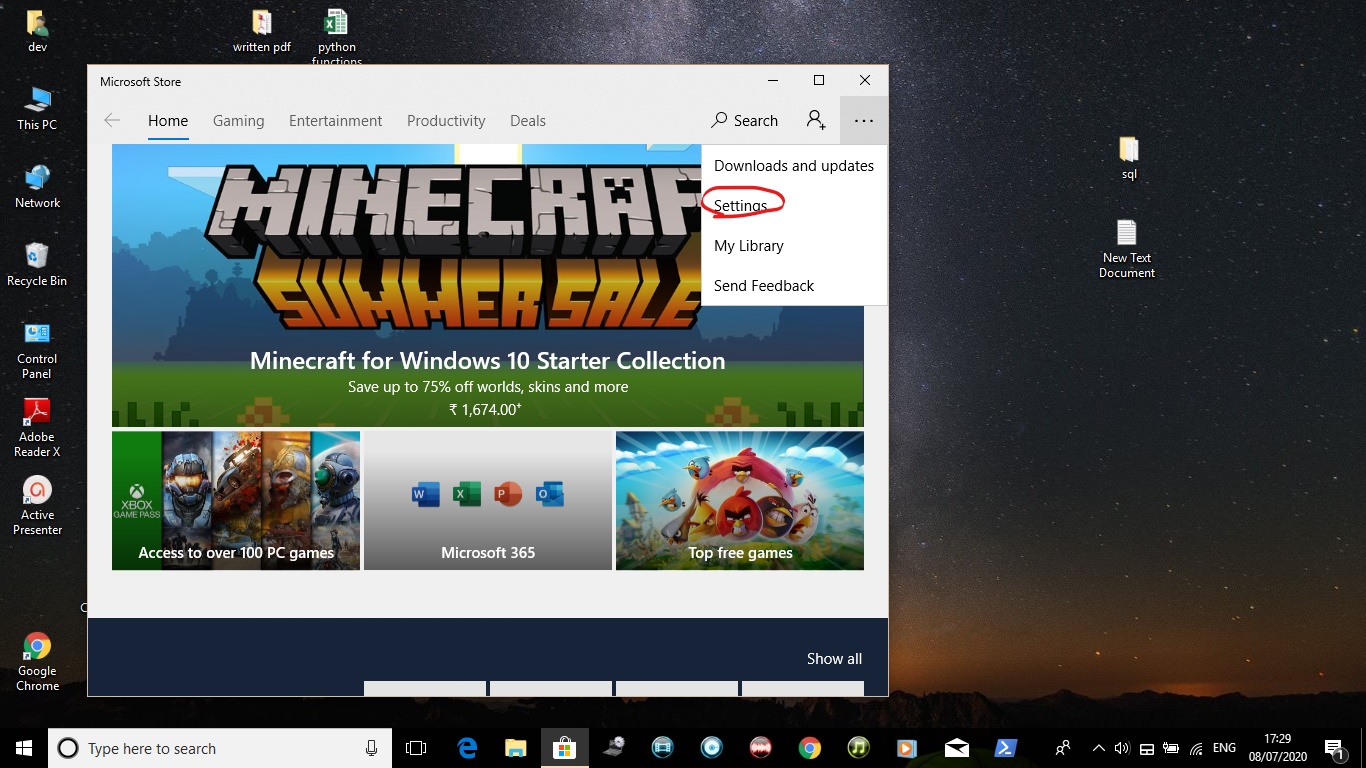 dev
written pdf
python
functions
This PC
Network
Recycle Bin
Control
Panel
Adobe
Reader X
Active
Presenter
Google
Chrome
Microsoft Store
Home
Gaming
Entertainment
Productivity
Deals
Search
Downloads and updates
Settings
My Library
Send Feedback
MINECRAFT
SUMMER SALE
Minecraft for Windows 10 Starter Collection
Save up to 75% off worlds, skins and more
₹ 1,674.00+
XBOX
GAME PASS
Access to over 100 PC games
W
X
P
O
Microsoft 365
Top free games
Show all
sql
New Text
Document
Type here to search
ENG
17:29
08/07/2020
1